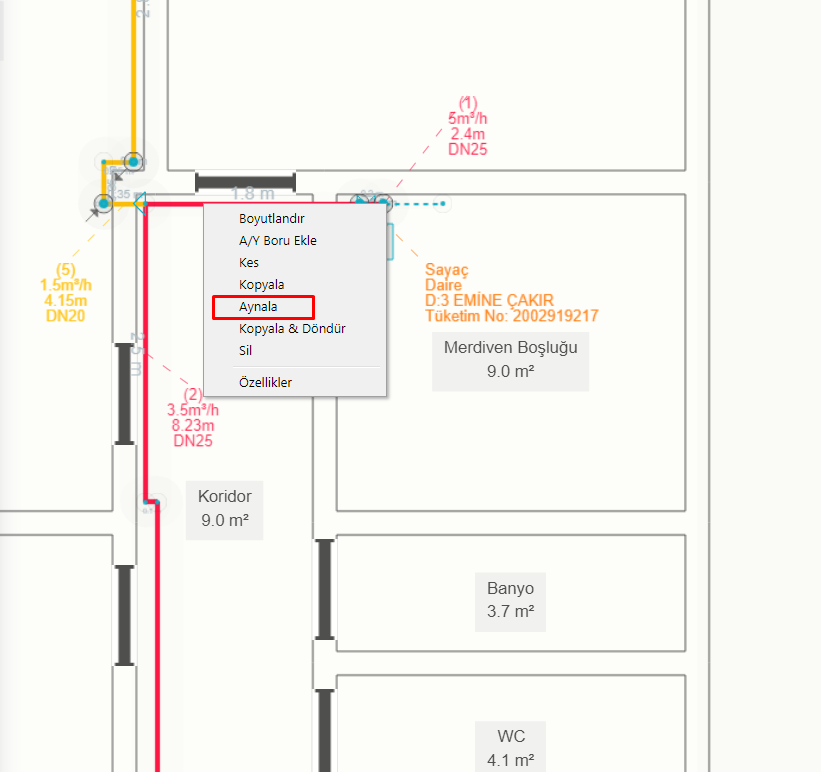 (1)
5m³/h
2.4m
DN25
1.8 m
(5)
1.5m³/h
4.15m
DN20
Boyutlandır
A/Y Boru Ekle
Kes
Kopyala
Aynala
Kopyala & Döndür
Sil
Özellikler
Sayaç
Daire
D:3 EMİNE ÇAKIR
Tüketim No: 2002919217
Merdiven Boşluğu
9.0 m²
(2)
3.5m³/h
8.23m
DN25
Koridor
9.0 m²
Banyo
3.7 m²
WC
4.1 m²